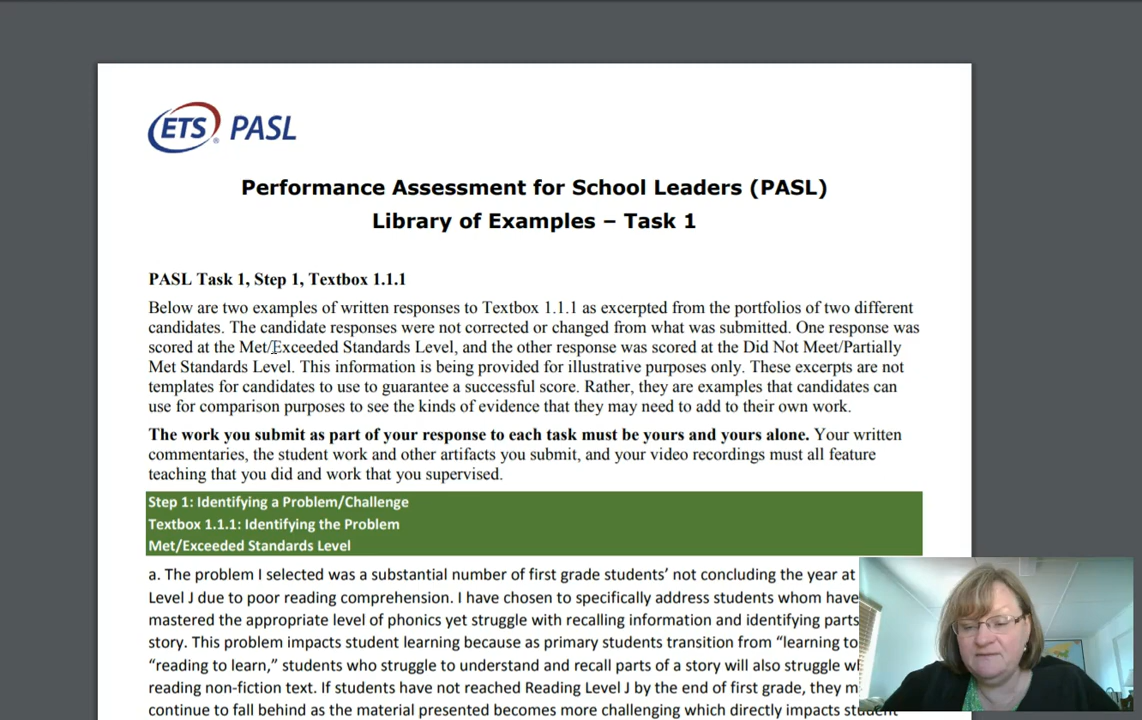 ETS PASL
Performance Assessment for School Leaders (PASL)
Library of Examples – Task 1
PASL Task 1, Step 1, Textbox 1.1.1
Below are two examples of written responses to Textbox 1.1.1 as excerpted from the portfolios of two different
candidates. The candidate responses were not corrected or changed from what was submitted. One response was
scored at the Met/Exceeded Standards Level, and the other response was scored at the Did Not Meet/Partially
Met Standards Level. This information is being provided for illustrative purposes only. These excerpts are not
templates for candidates to use to guarantee a successful score. Rather, they are examples that candidates can
use for comparison purposes to see the kinds of evidence that they may need to add to their own work.
The work you submit as part of your response to each task must be yours and yours alone. Your written
commentaries, the student work and other artifacts you submit, and your video recordings must all feature
teaching that you did and work that you supervised.
Step 1: Identifying a Problem/Challenge
Textbox 1.1.1: Identifying the Problem
Met/Exceeded Standards Level
a. The problem I selected was a substantial number of first grade students’ not concluding the year at
Level J due to poor reading comprehension. I have chosen to specifically address students whom have
mastered the appropriate level of phonics yet struggle with recalling information and identifying parts
story. This problem impacts student learning because as primary students transition from “learning to
“reading to learn,” students who struggle to understand and recall parts of a story will also struggle
reading non-fiction text. If students have not reached Reading Level J by the end of first grade, they
continue to fall behind as the material presented becomes more challenging which directly impacts student